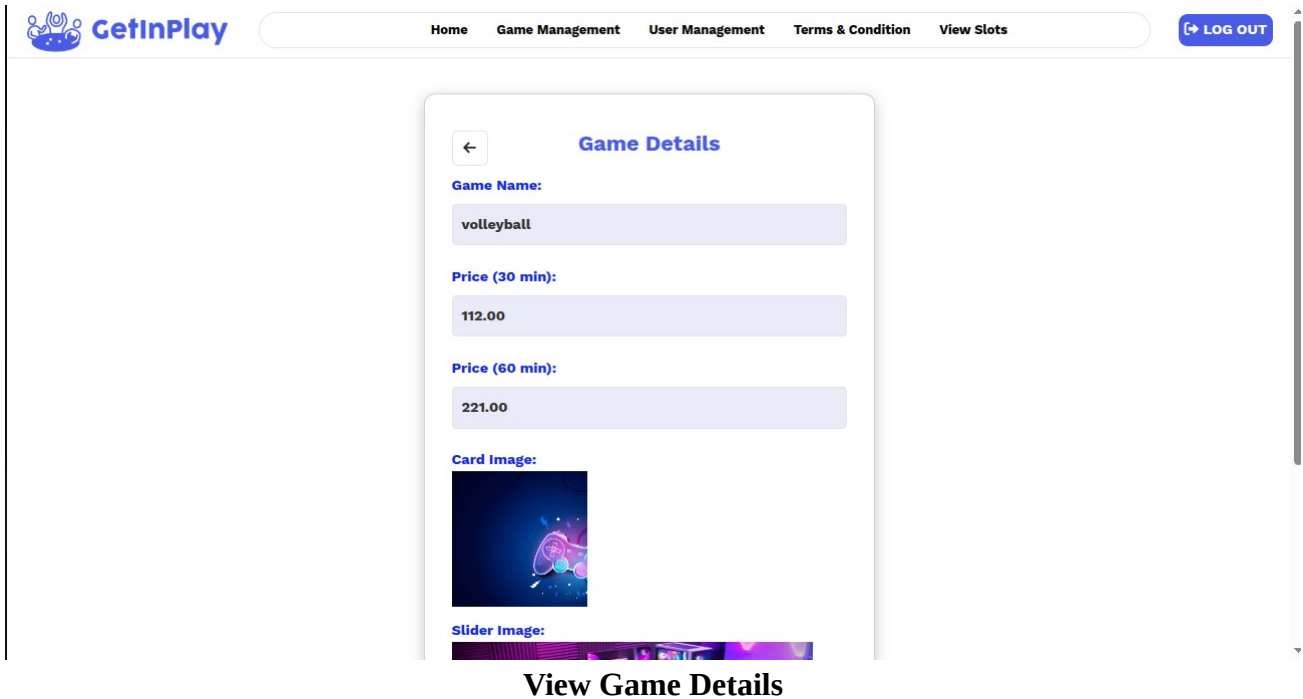 GetInPlay
Home Game Management User Management Terms & Condition View Slots
LOG OUT
Game Details
Game Name:
volleyball
Price (30 min):
112.00
Price (60 min):
221.00
Card Image:
Slider Image:
View Game Details